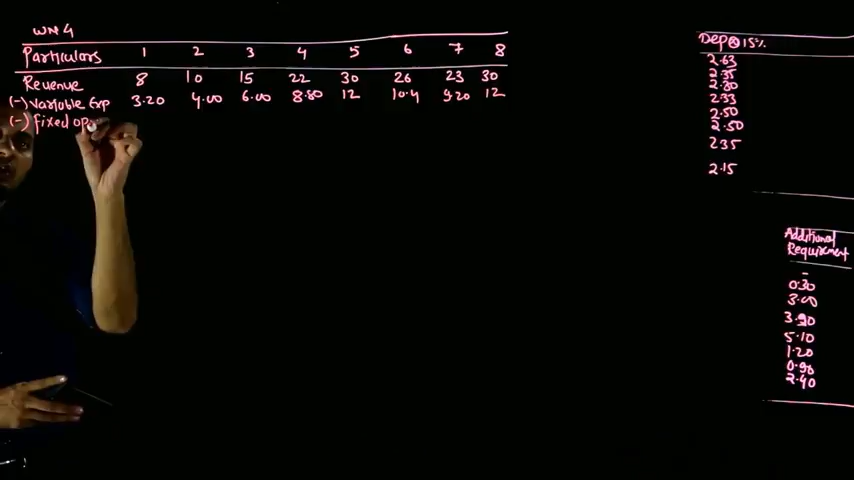 WN 4
Particulars 1 2 3 4 5 6 7 8
Revenue 8 10 15 22 30 26 23 30
(-) Variable Exp 3.20 4.00 6.00 8.80 12 10.4 9.20 12
(-) fixed op
Dep @ 15%
2.63
2.35
2.80
2.33
2.50
2.50
2.35
2.15
Additional
Requirement
-
0.30
3.00
3.90
5.10
1.20
0.90
2.40